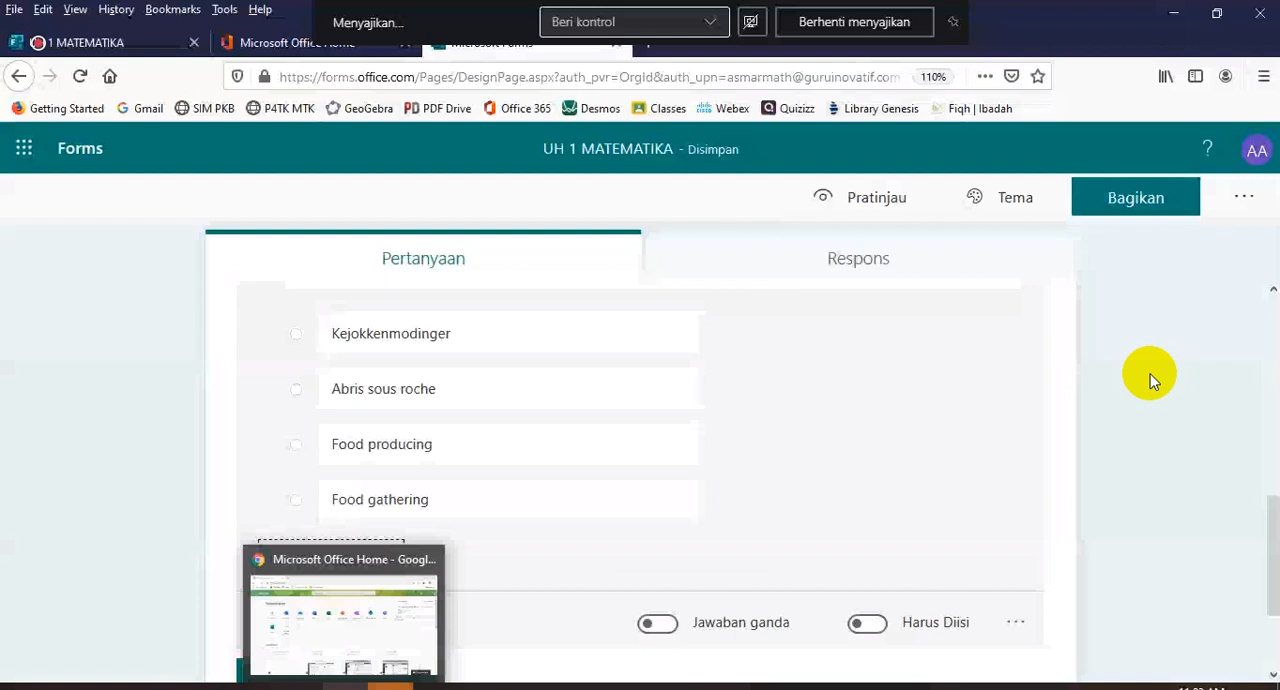 File Edit View History Bookmarks Tools Help
Menyajikan... Beri kontrol Berhenti menyajikan
1 MATEMATIKA Microsoft Office Home Microsoft Forms
https://forms.office.com/Pages/DesignPage.aspx?auth_pvr=OrgId&auth_upn=asmarmath@guruinovatif.com 110%
Getting Started Gmail SIM PKB P4TK MTK GeoGebra PDF Drive Office 365 Desmos Classes Webex Quizizz Library Genesis Fiqh | Ibadah
Forms UH 1 MATEMATIKA - Disimpan ? AA
Pratinjau Tema Bagikan
Pertanyaan Respons
Kejokkenmodinger
Abris sous roche
Food producing
Food gathering
Microsoft Office Home - Googl...
Jawaban ganda Harus Diisi